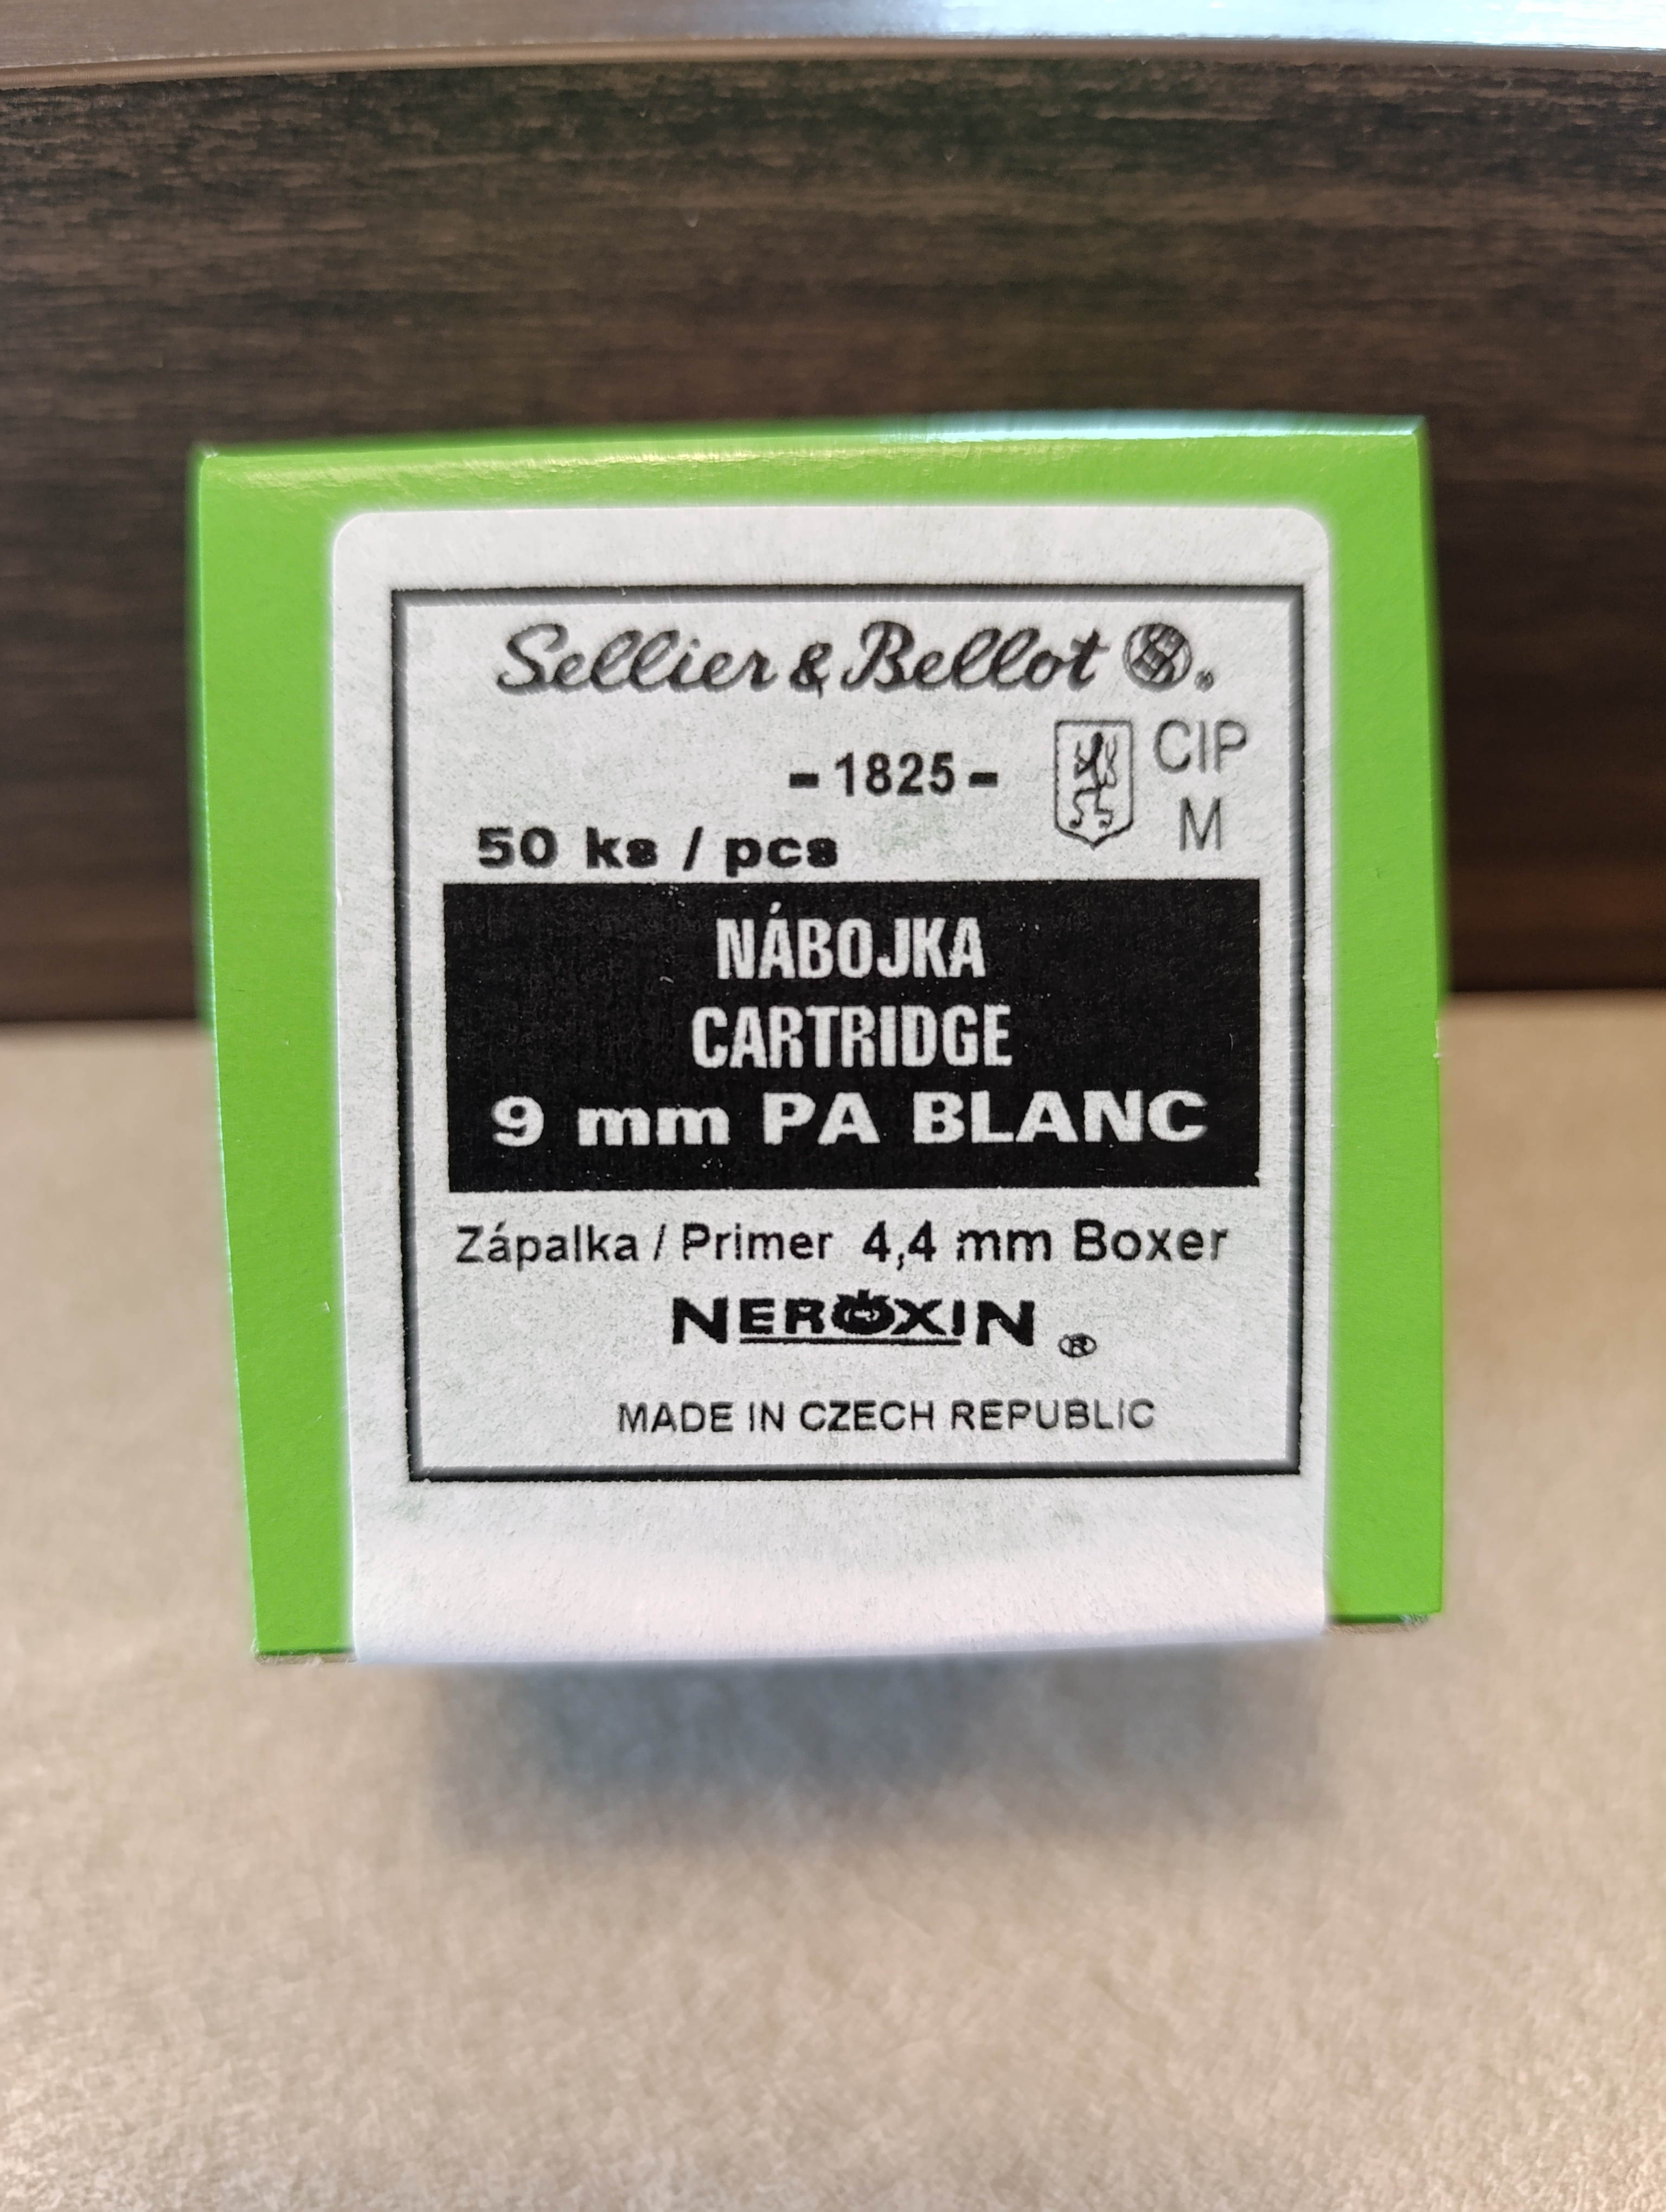 Sellier & Bellot ®
- 1825 -
CIP
M
50 ks / pcs
NÁBOJKA
CARTRIDGE
9 mm PA BLANC
Zápalka / Primer 4,4 mm Boxer
NEROXIN ®
MADE IN CZECH REPUBLIC